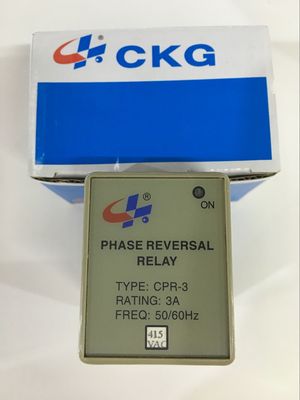 ® CKG
®
ON
PHASE REVERSAL
RELAY
TYPE: CPR-3
RATING: 3A
FREQ: 50/60Hz
415
VAC